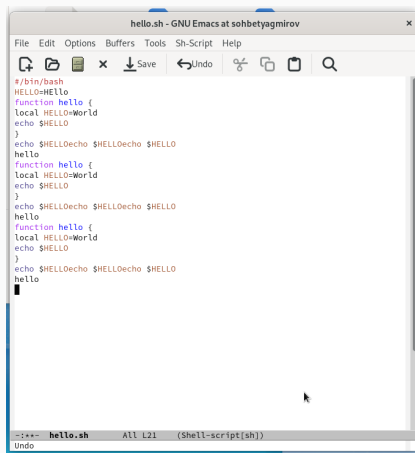 hello.sh - GNU Emacs at sohbetyagmirov
File Edit Options Buffers Tools Sh-Script Help
Save Undo
#/bin/bash
HELLO=HEllo
function hello {
local HELLO=World
echo $HELLO
}
echo $HELLOecho $HELLOecho $HELLO
hello
function hello {
local HELLO=World
echo $HELLO
}
echo $HELLOecho $HELLOecho $HELLO
hello
function hello {
local HELLO=World
echo $HELLO
}
echo $HELLOecho $HELLOecho $HELLO
hello
-:**- hello.sh All L21 (Shell-script[sh])
Undo